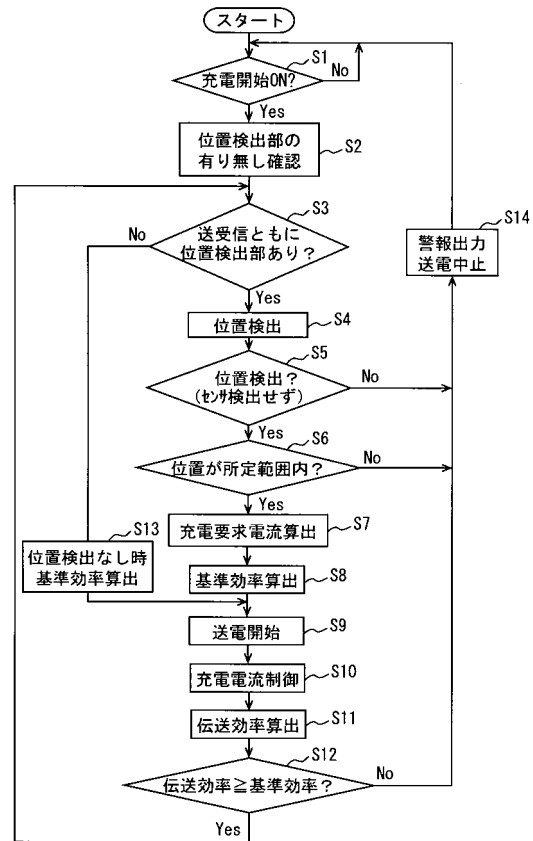 スタート
S1
充電開始ON?
No
Yes
位置検出部の
有り無し確認
S2
S3
No
送受信ともに
位置検出部あり？
S14
警報出力
送電中止
Yes
位置検出
S4
S5
位置検出？
(センサ検出せず)
No
Yes
S6
位置が所定範囲内？
No
Yes
充電要求電流算出
S7
S13
位置検出なし時
基準効率算出
基準効率算出
S8
送電開始
S9
充電電流制御
S10
伝送効率算出
S11
S12
伝送効率≧基準効率？
No
Yes